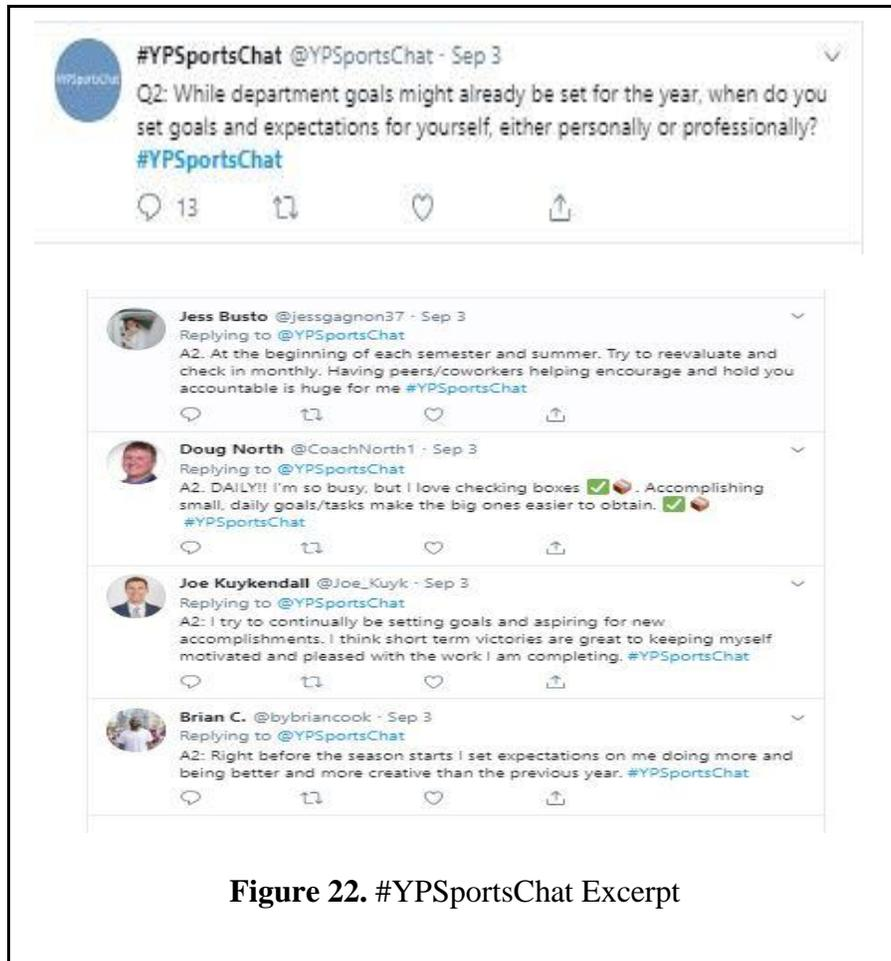 #YPSportsChat
#YPSportsChat @YPSportsChat · Sep 3
Q2: While department goals might already be set for the year, when do you
set goals and expectations for yourself, either personally or professionally?
#YPSportsChat
13
Jess Busto @jessgagnon37 · Sep 3
Replying to @YPSportsChat
A2. At the beginning of each semester and summer. Try to reevaluate and
check in monthly. Having peers/coworkers helping encourage and hold you
accountable is huge for me #YPSportsChat
Doug North @CoachNorth1 · Sep 3
Replying to @YPSportsChat
A2. DAILY!! I'm so busy, but I love checking boxes ✅📦. Accomplishing
small, daily goals/tasks make the big ones easier to obtain. ✅📦
#YPSportsChat
Joe Kuykendall @Joe_Kuyk · Sep 3
Replying to @YPSportsChat
A2: I try to continually be setting goals and aspiring for new
accomplishments. I think short term victories are great to keeping myself
motivated and pleased with the work I am completing. #YPSportsChat
Brian C. @bybriancook · Sep 3
Replying to @YPSportsChat
A2: Right before the season starts I set expectations on me doing more and
being better and more creative than the previous year. #YPSportsChat
Figure 22. #YPSportsChat Excerpt